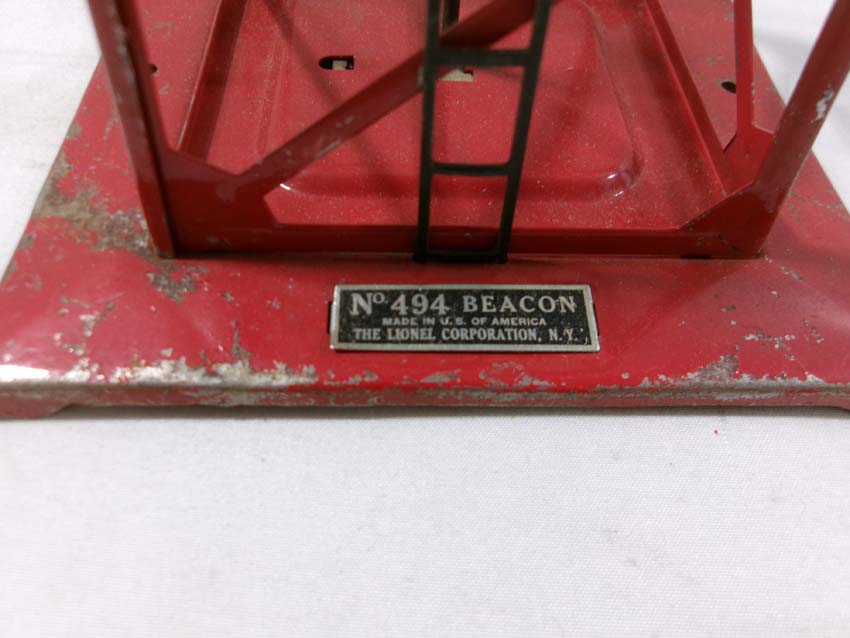 No. 494 BEACON
MADE IN U.S. OF AMERICA
THE LIONEL CORPORATION, N.Y.